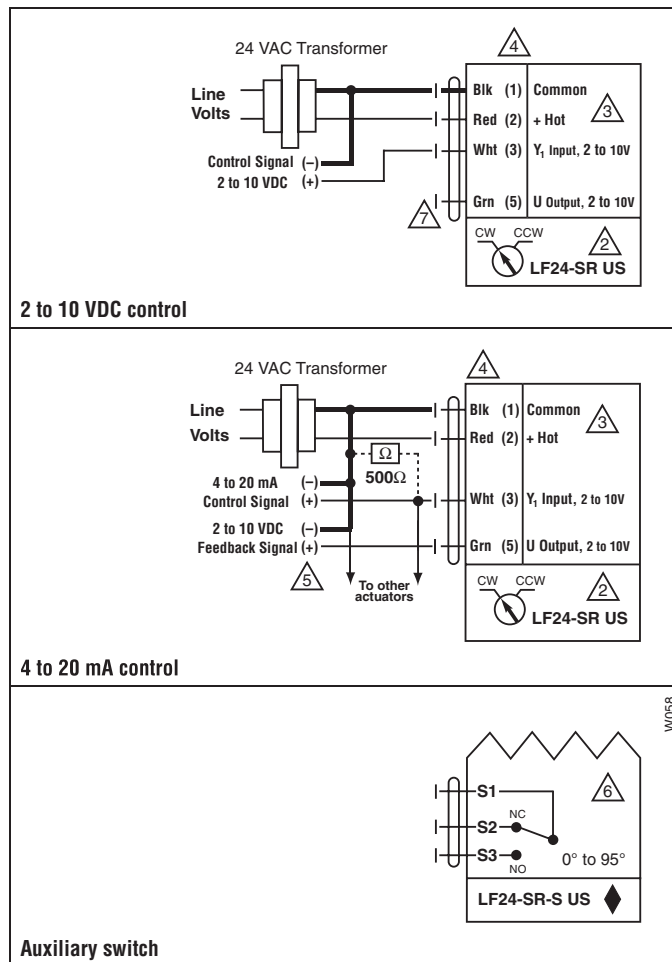 24 VAC Transformer
4
Line
Volts
Blk (1) Common
3
Red (2) + Hot
Control Signal (–)
2 to 10 VDC (+)
Wht (3) Y1 Input, 2 to 10V
7
Grn (5) U Output, 2 to 10V
CW CCW
2
LF24-SR US
2 to 10 VDC control
24 VAC Transformer
4
Line
Volts
Blk (1) Common
3
Red (2) + Hot
Ω
500Ω
4 to 20 mA (–)
Control Signal (+)
Wht (3) Y1 Input, 2 to 10V
2 to 10 VDC (–)
Feedback Signal (+)
Grn (5) U Output, 2 to 10V
5
To other
actuators
CW CCW
2
LF24-SR US
4 to 20 mA control
W058
6
S1
S2
NC
S3
NO
0° to 95°
LF24-SR-S US
Auxiliary switch